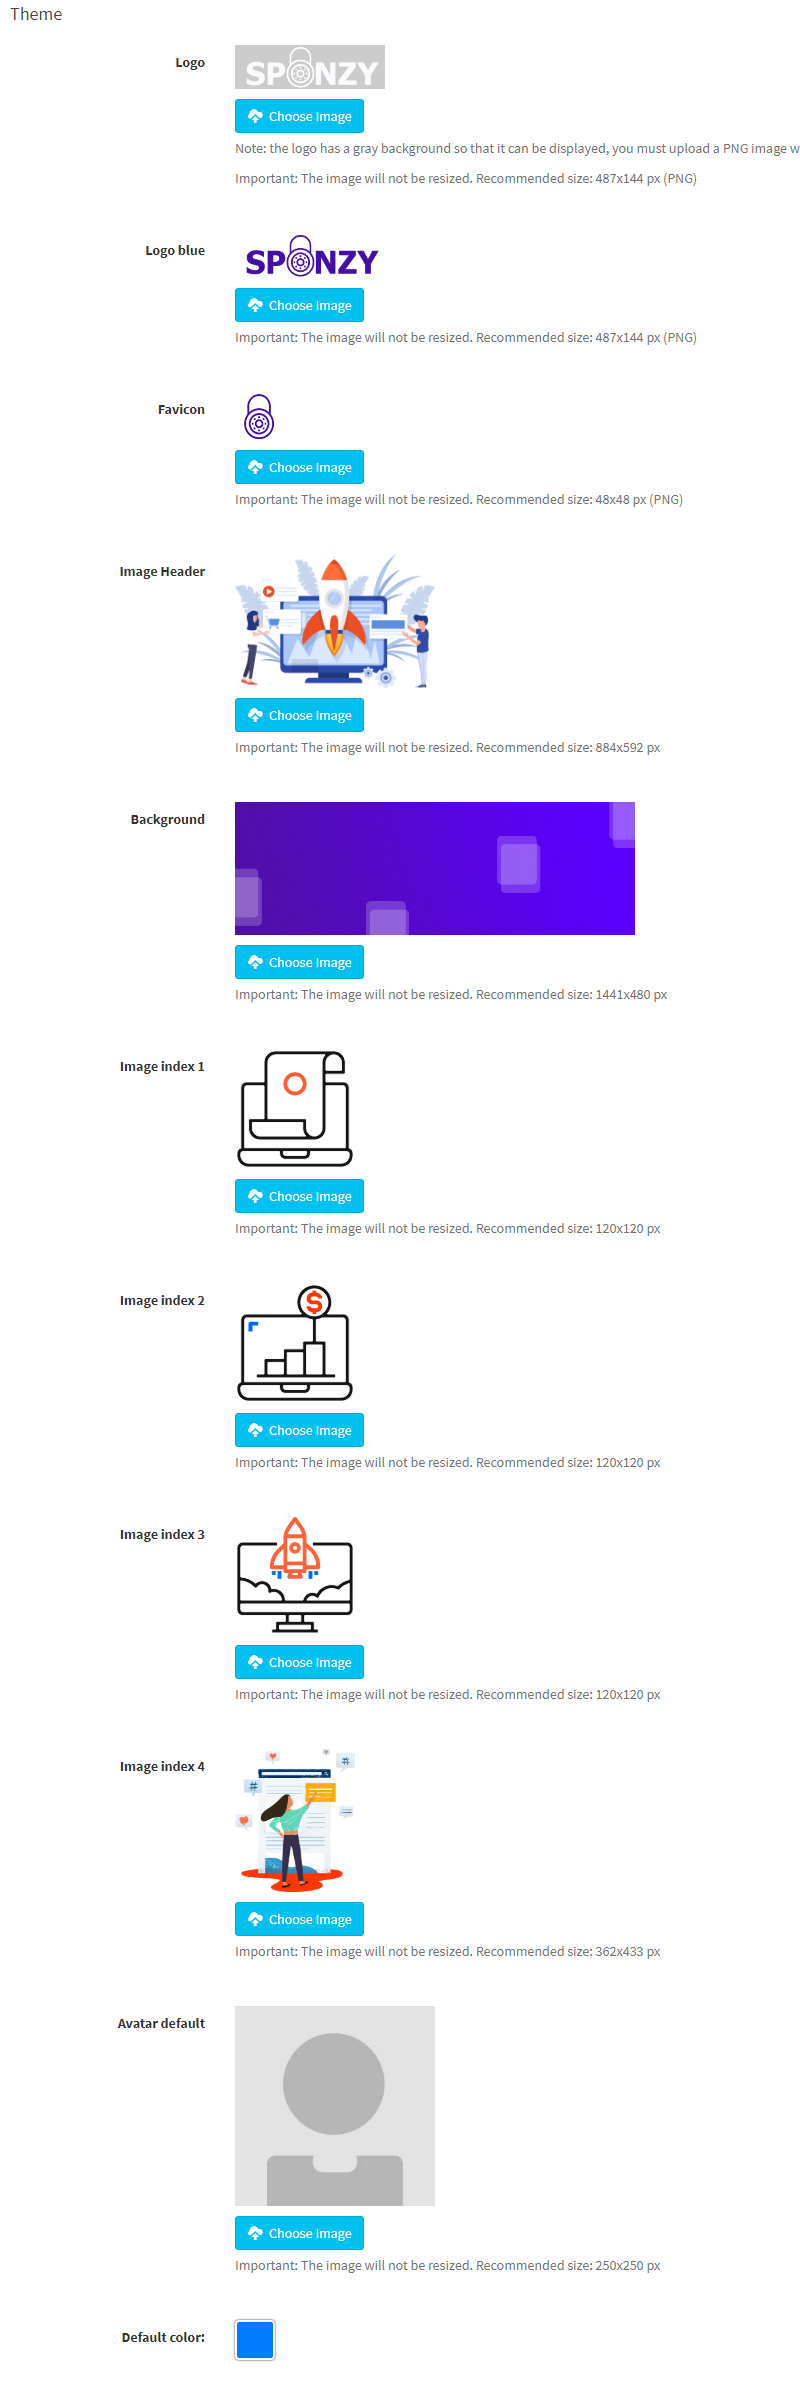 Theme
Logo
SPONZY
Choose Image
Note: the logo has a gray background so that it can be displayed, you must upload a PNG image w
Important: The image will not be resized. Recommended size: 487x144 px (PNG)
Logo blue
SPONZY
Choose Image
Important: The image will not be resized. Recommended size: 487x144 px (PNG)
Favicon
Choose Image
Important: The image will not be resized. Recommended size: 48x48 px (PNG)
Image Header
Choose Image
Important: The image will not be resized. Recommended size: 884x592 px
Background
Choose Image
Important: The image will not be resized. Recommended size: 1441x480 px
Image index 1
Choose Image
Important: The image will not be resized. Recommended size: 120x120 px
Image index 2
$
Choose Image
Important: The image will not be resized. Recommended size: 120x120 px
Image index 3
Choose Image
Important: The image will not be resized. Recommended size: 120x120 px
Image index 4
#
#
Choose Image
Important: The image will not be resized. Recommended size: 362x433 px
Avatar default
Choose Image
Important: The image will not be resized. Recommended size: 250x250 px
Default color: